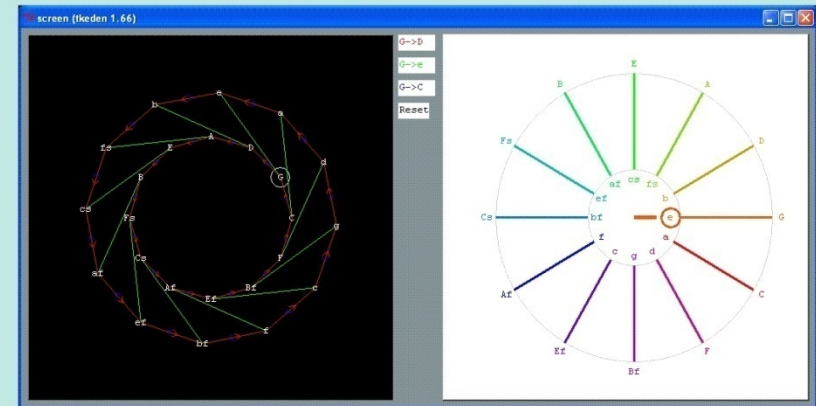 screen (tkeden 1.66)
e
b
a
A
fs
E
D
d
B
G
cs
Fs
C
g
Cs
F
af
Af
Ef
Bf
c
ef
f
bf
G->D
G->e
G->C
Reset
E
B
A
Fs
cs
af
fs
D
ef
b
Cs
bf
e
G
f
a
c
g
d
Af
C
Ef
F
Bf